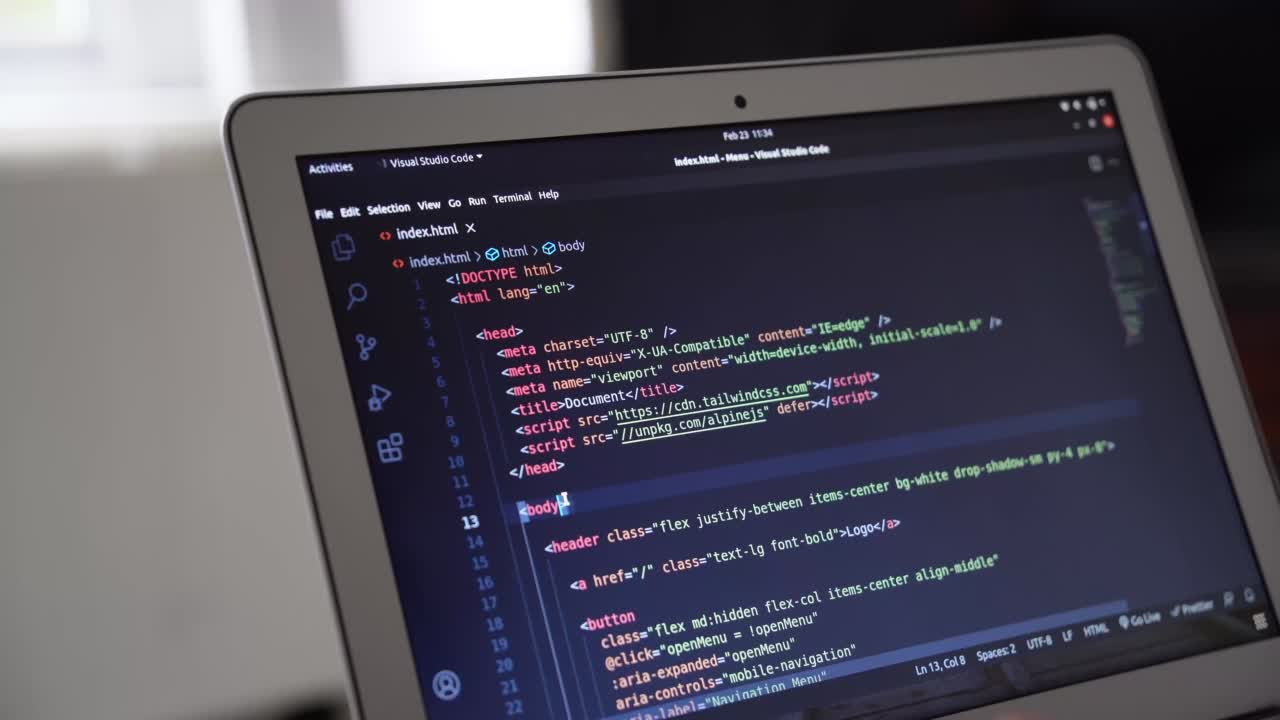 Feb 23 11:34
Activities Visual Studio Code
index.html - Menu - Visual Studio Code
File Edit Selection View Go Run Terminal Help
index.html
index.html > html > body
1 <!DOCTYPE html>
2 <html lang="en">
3
4 <head>
5 <meta charset="UTF-8" />
6 <meta http-equiv="X-UA-Compatible" content="IE=edge" />
7 <meta name="viewport" content="width=device-width, initial-scale=1.0" />
8 <title>Document</title>
9 <script src="https://cdn.tailwindcss.com"></script>
10 <script src="//unpkg.com/alpinejs" defer></script>
11 </head>
12
13 <body>
14
15 <header class="flex justify-between items-center bg-white drop-shadow-sm py-4 px-8">
16
17 <a href="/" class="text-lg font-bold">Logo</a>
18
19 <button
20 class="flex md:hidden flex-col items-center align-middle"
21 @click="openMenu = !openMenu"
22 :aria-expanded="openMenu"
aria-controls="mobile-navigation"
aria-label="Navigation Menu"
Ln 13, Col 8 Spaces: 2 UTF-8 LF HTML Go Live Prettier